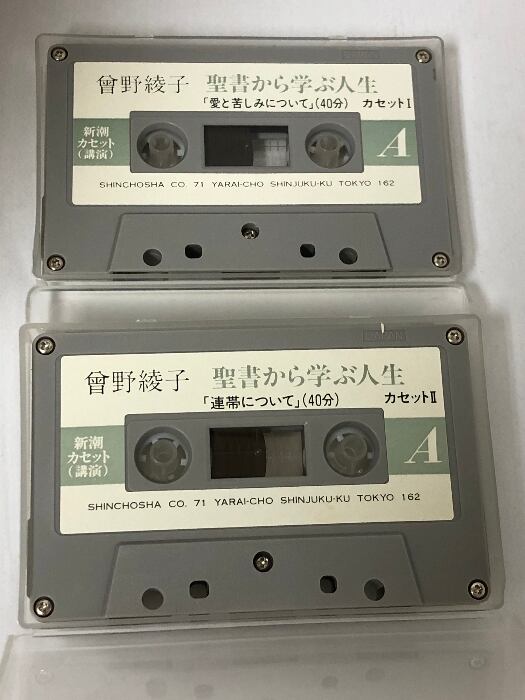 曾野綾子 聖書から学ぶ人生
「愛と苦しみについて」(40分) カセットI
新潮
カセット
(講演)
A
SHINCHOSHA CO. 71 YARAI-CHO SHINJUKU-KU TOKYO 162
JAPAN
曾野綾子 聖書から学ぶ人生
「連帯について」(40分) カセットII
新潮
カセット
(講演)
A
SHINCHOSHA CO. 71 YARAI-CHO SHINJUKU-KU TOKYO 162